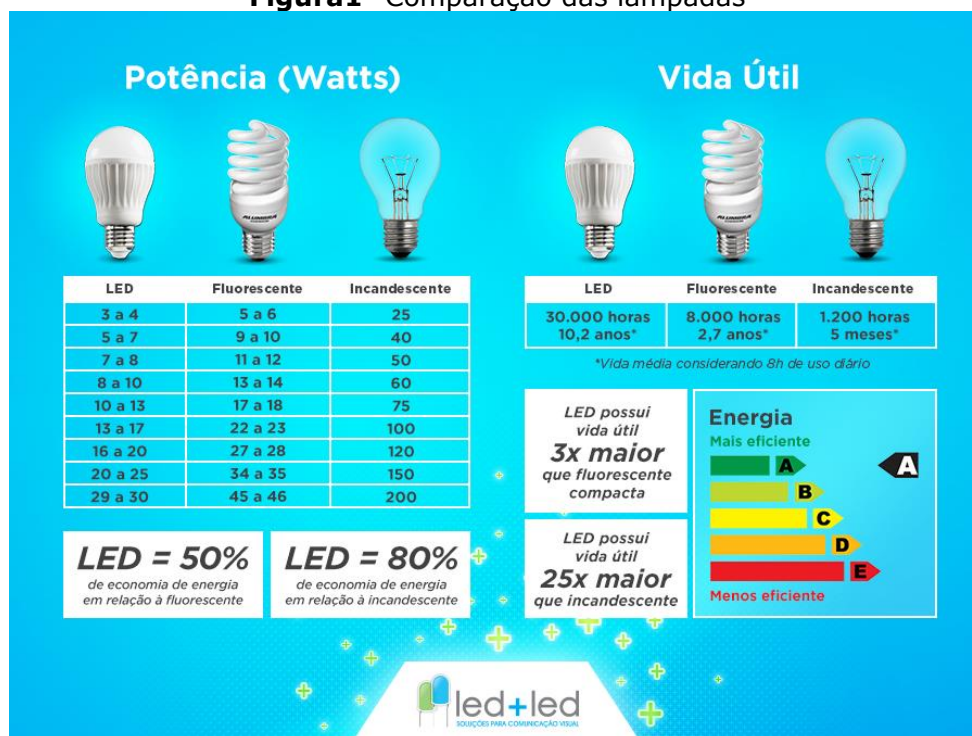 Figura1 Comparação das lâmpadas
Potência (Watts)
LED Fluorescente Incandescente
3 a 4 5 a 6 25
5 a 7 9 a 10 40
7 a 8 11 a 12 50
8 a 10 13 a 14 60
10 a 13 17 a 18 75
13 a 17 22 a 23 100
16 a 20 27 a 28 120
20 a 25 34 a 35 150
29 a 30 45 a 46 200
LED = 50%
de economia de energia
em relação à fluorescente
LED = 80%
de economia de energia
em relação à incandescente
Vida Útil
LED Fluorescente Incandescente
30.000 horas 8.000 horas 1.200 horas
10,2 anos* 2,7 anos* 5 meses*
*Vida média considerando 8h de uso diário
LED possui
vida útil
3x maior
que fluorescente
compacta
LED possui
vida útil
25x maior
que incandescente
Energia
Mais eficiente
A A
B
C
D
E
Menos eficiente
led+led
SOLUÇÕES PARA COMUNICAÇÃO VISUAL